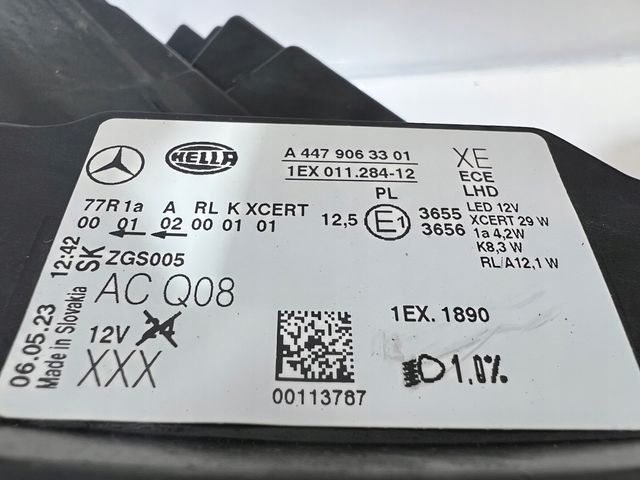 HELLA
A 447 906 33 01
1EX 011.284-12
XE
ECE
LHD
PL
77R 1a A RL K XCERT
00 01 02 00 01 01
12,5
E1
3655
3656
LED 12V
XCERT 29 W
1a 4,2W
K8,3 W
RL/A12,1 W
SK
ZGS005
AC Q08
12V 24
XXX
06.05.23 12:42
Made in Slovakia
00113787
1EX. 1890
1.0%